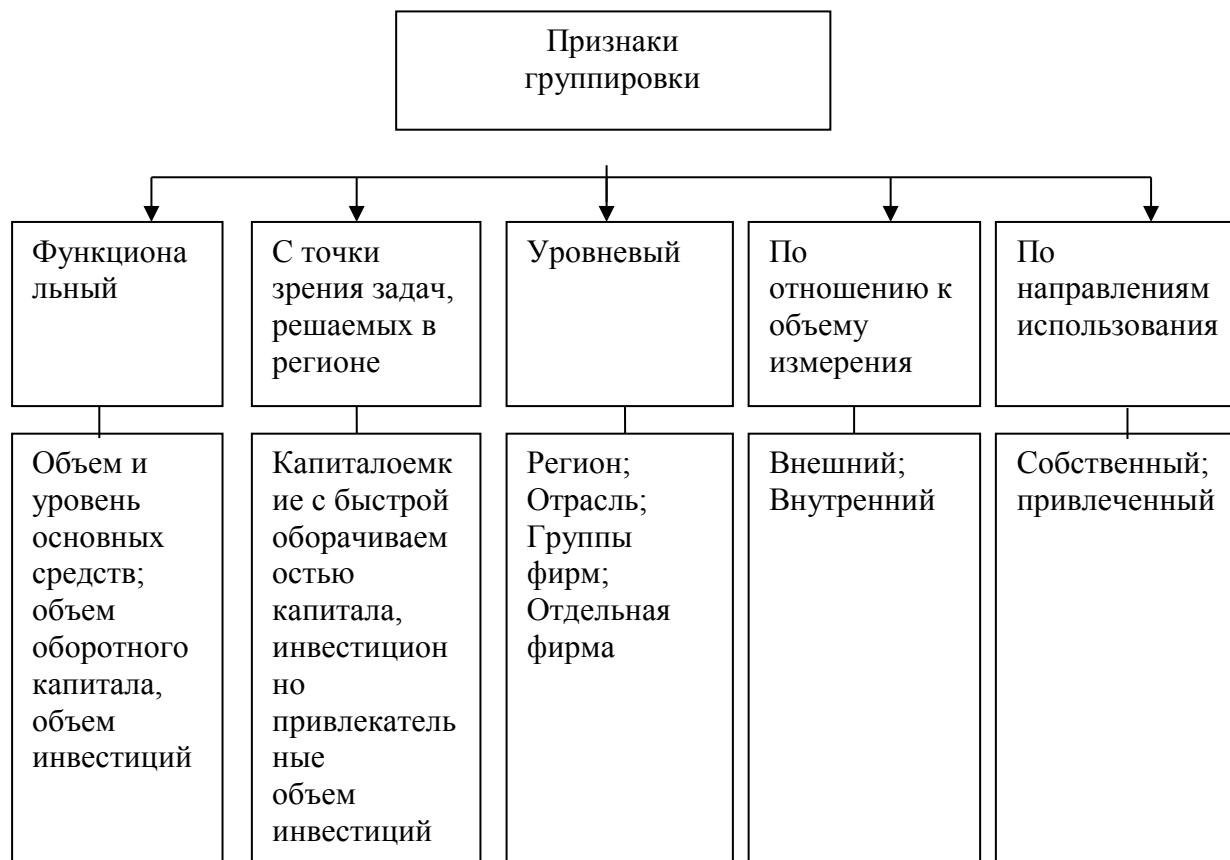 Признаки
группировки
Функциона
льный
С точки
зрения задач,
решаемых в
регионе
Уровневый
По
отношению к
объему
измерения
По
направлениям
использования
Объем и
уровень
основных
средств;
объем
оборотного
капитала,
объем
инвестиций
Капиталоемк
ие с быстрой
оборачиваем
остью
капитала,
инвестицион
но
привлекатель
ные
объем
инвестиций
Регион;
Отрасль;
Группы
фирм;
Отдельная
фирма
Внешний;
Внутренний
Собственный;
привлеченный